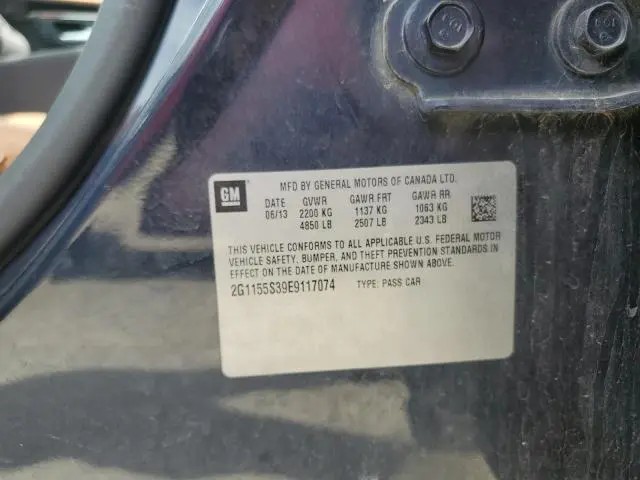 GM
MFD BY GENERAL MOTORS OF CANADA LTD.
DATE GVWR GAWR FRT GAWR RR
06/13 2200 KG 1137 KG 1063 KG
4850 LB 2507 LB 2343 LB
THIS VEHICLE CONFORMS TO ALL APPLICABLE U.S. FEDERAL MOTOR
VEHICLE SAFETY, BUMPER, AND THEFT PREVENTION STANDARDS IN
EFFECT ON THE DATE OF MANUFACTURE SHOWN ABOVE.
2G1155S39E9117074 TYPE: PASS CAR